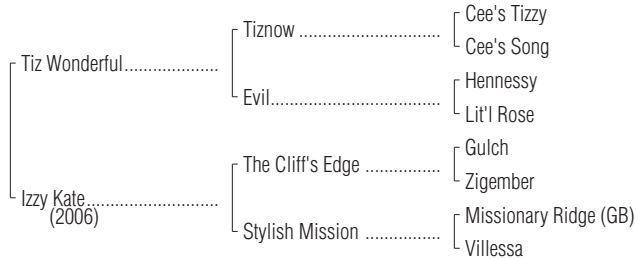 Cee's Tizzy
Tiznow ....................................
Cee's Song
Tiz Wonderful.......................
Hennessy
Evil...........................................
Lit'l Rose
Gulch
The Cliff's Edge ...................
Zigember
Izzy Kate................................
(2006)
Missionary Ridge (GB)
Stylish Mission ...................
Villessa